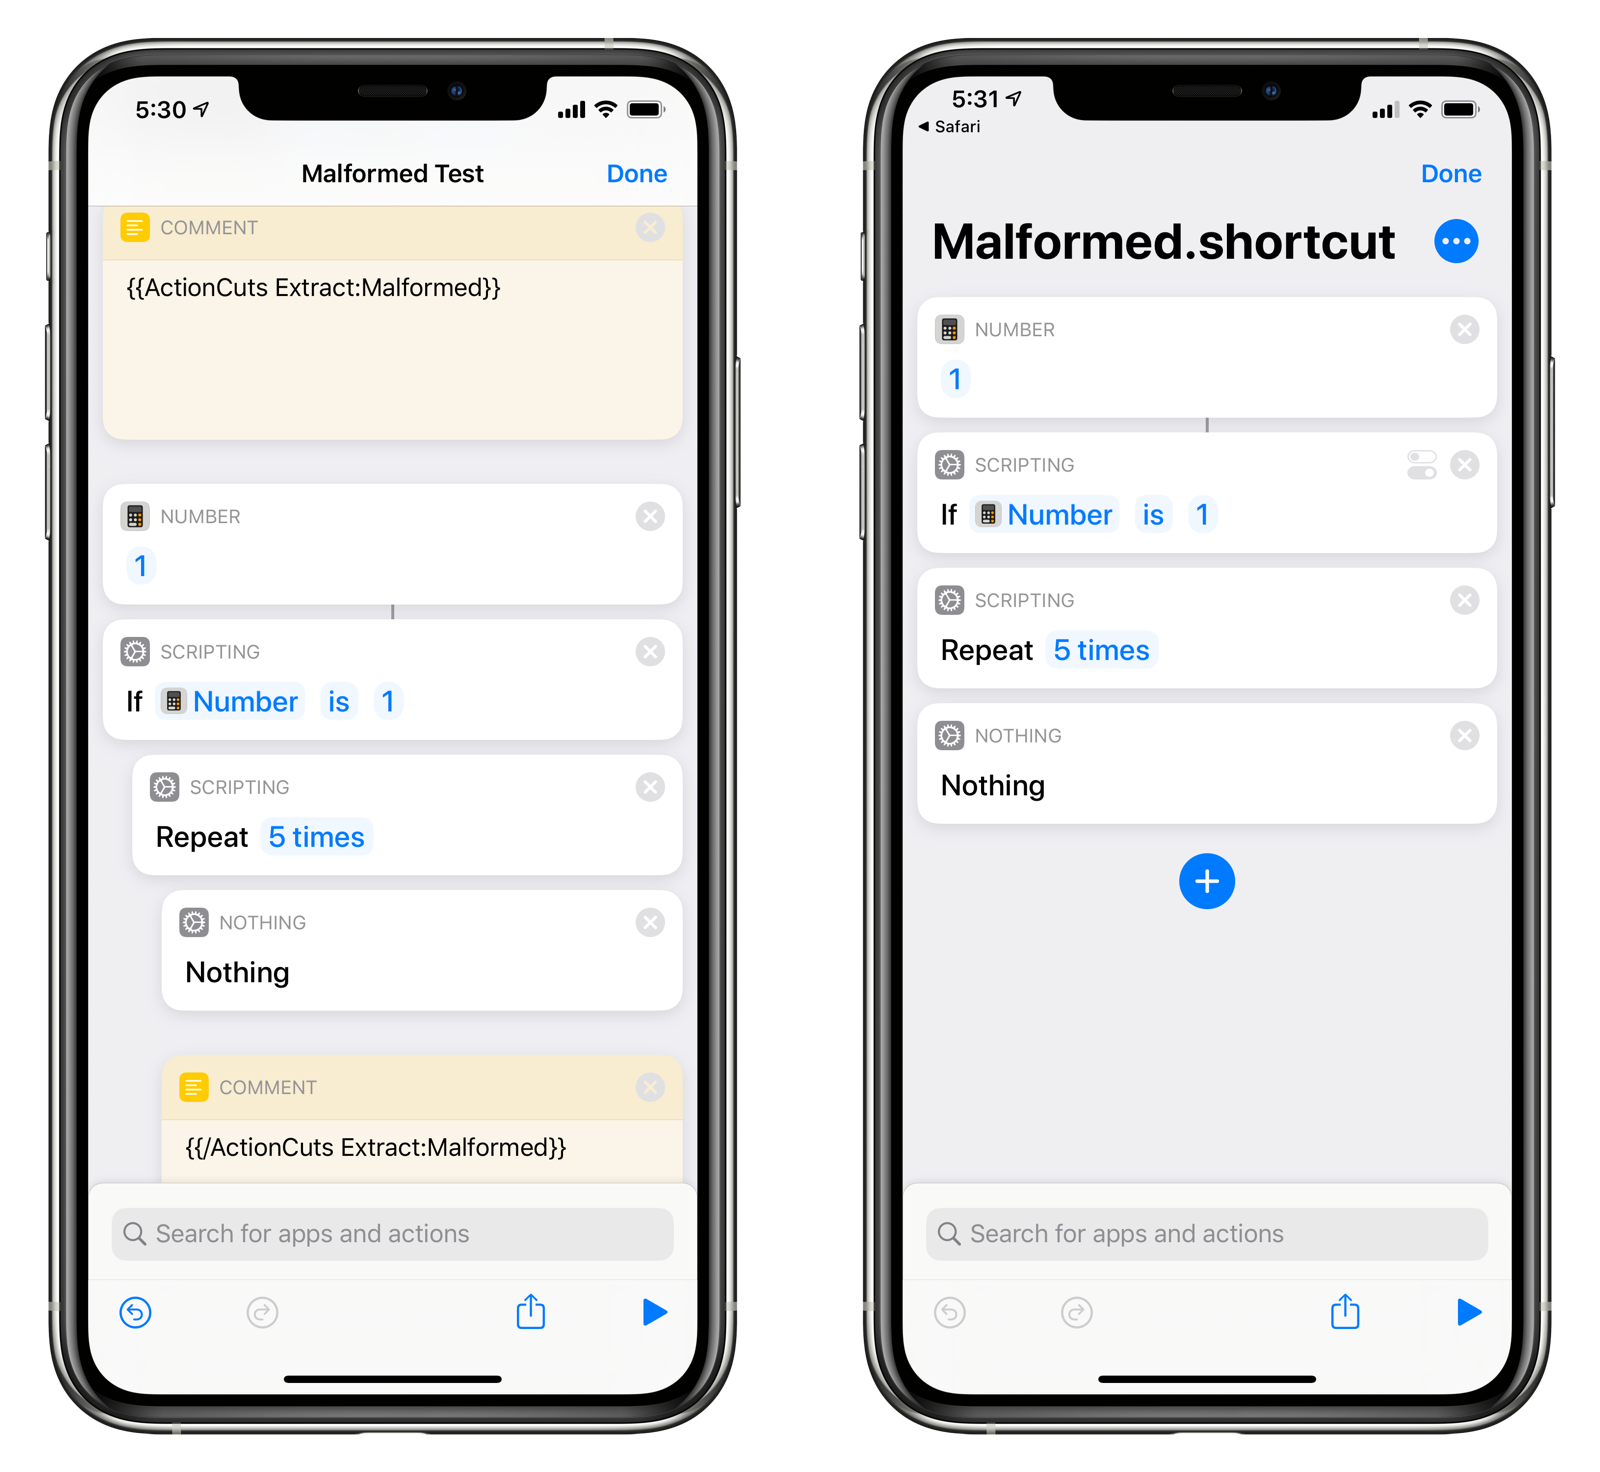 5:30
Malformed Test
Done
COMMENT
{{ActionCuts Extract:Malformed}}
NUMBER
1
SCRIPTING
If Number is 1
SCRIPTING
Repeat 5 times
NOTHING
Nothing
COMMENT
{{/ActionCuts Extract:Malformed}}
Search for apps and actions
5:31
Safari
Done
Malformed.shortcut
NUMBER
1
SCRIPTING
If Number is 1
SCRIPTING
Repeat 5 times
NOTHING
Nothing
Search for apps and actions